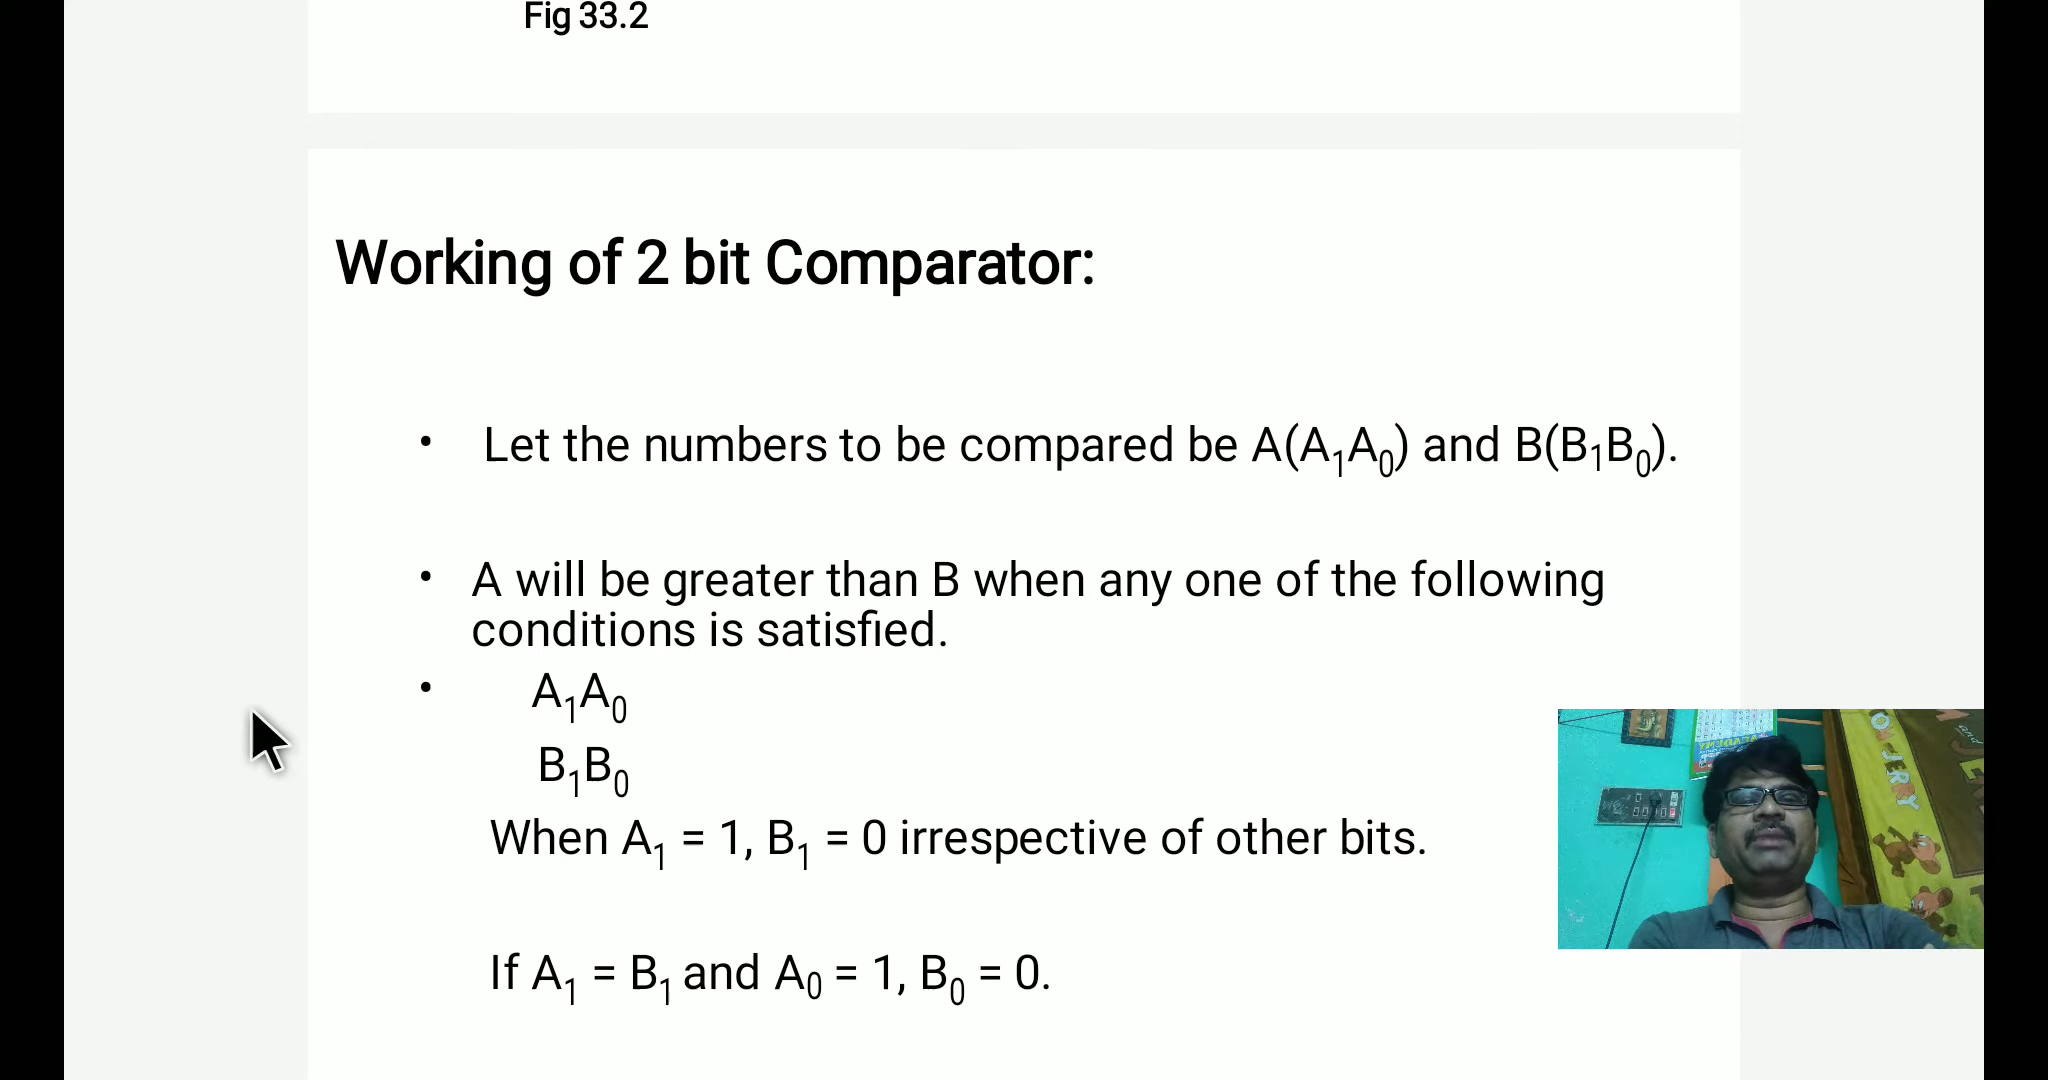 Fig 33.2
Working of 2 bit Comparator:
• Let the numbers to be compared be A(A₁A₀) and B(B₁B₀).
• A will be greater than B when any one of the following
conditions is satisfied.
• A₁A₀
B₁B₀
When A₁ = 1, B₁ = 0 irrespective of other bits.
If A₁ = B₁ and A₀ = 1, B₀ = 0.
JERRY